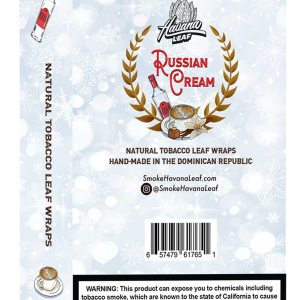 Havana
LEAF
RUSSIAN
CREAM
NATURAL TOBACCO LEAF WRAPS
NATURAL TOBACCO LEAF WRAPS
HAND-MADE IN THE DOMINICAN REPUBLIC
SmokeHavanaLeaf.com
@SmokeHavanaLeaf
6 57479 61765 1
WARNING: This product can expose you to chemicals including
tobacco smoke, which are known to the state of California to cause